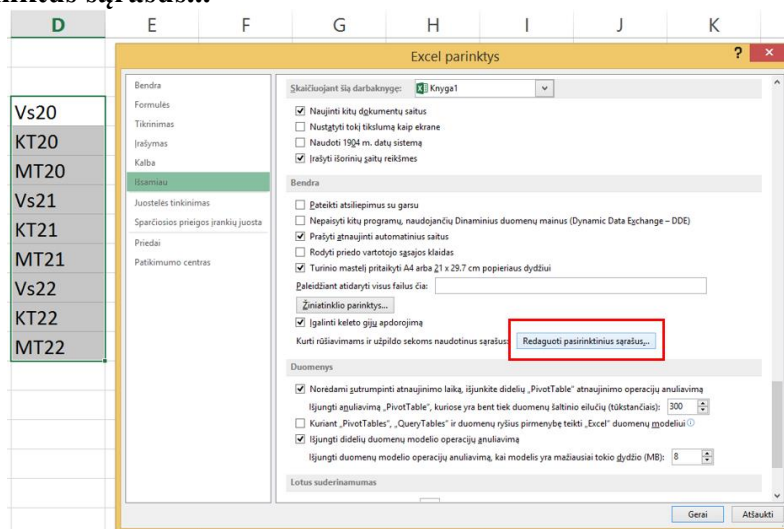 sąrašus...
D E F G H I J K
Excel parinktys
? ×
Bendra
Formulės
Tikrinimas
Įrašymas
Kalba
Išsamiau
Juostelės tinkinimas
Sparčiosios prieigos įrankių juosta
Priedai
Patikimumo centras
Skaičiuojant šią darbaknygę: Knyga1
Naujinti kitų dokumentų saitus
Nustatyti tokį tikslumą kaip ekrane
Naudoti 1904 m. datų sistemą
Įrašyti išorinių saitų reikšmes
Bendra
Pateikti atsiliepimus su garsu
Nepaisyti kitų programų, naudojančių Dinaminius duomenų mainus (Dynamic Data Exchange – DDE)
Prašyti atnaujinti automatinius saitus
Rodyti priedo vartotojo sąsajos klaidas
Turinio mastelį pritaikyti A4 arba 21 x 29.7 cm popieriaus dydžiui
Paleidžiant atidaryti visus failus čia:
Žiniatinklio parinktys...
Įgalinti keleto gijų apdorojimą
Kurti rūšiavimams ir užpildo sekoms naudotinus sąrašus: Redaguoti pasirinktinius sąrašus...
Duomenys
Norėdami sutrumpinti atnaujinimo laiką, išjunkite didelių „PivotTable“ atnaujinimo operacijų anuliavimą
Išjungti anuliavimą „PivotTable“, kuriose yra bent tiek duomenų šaltinio eilučių (tūkstančiais): 300
Kuriant „PivotTables“, „QueryTables“ ir duomenų ryšius pirmenybę teikti „Excel“ duomenų modeliui
Išjungti didelių duomenų modelio operacijų anuliavimą
Išjungti duomenų modelio operacijų anuliavimą, kai modelis yra mažiausiai tokio dydžio (MB): 8
Lotus suderinamumas
Gerai Atšaukti
Vs20
KT20
MT20
Vs21
KT21
MT21
Vs22
KT22
MT22